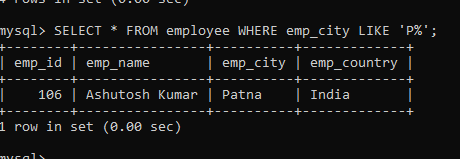 4 rows in set (0.00 sec)
mysql> SELECT * FROM employee WHERE emp_city LIKE 'P%';
+--------+----------------+----------+-------------+
| emp_id | emp_name       | emp_city | emp_country |
+--------+----------------+----------+-------------+
|    106 | Ashutosh Kumar | Patna    | India       |
+--------+----------------+----------+-------------+
1 row in set (0.00 sec)
mysql>